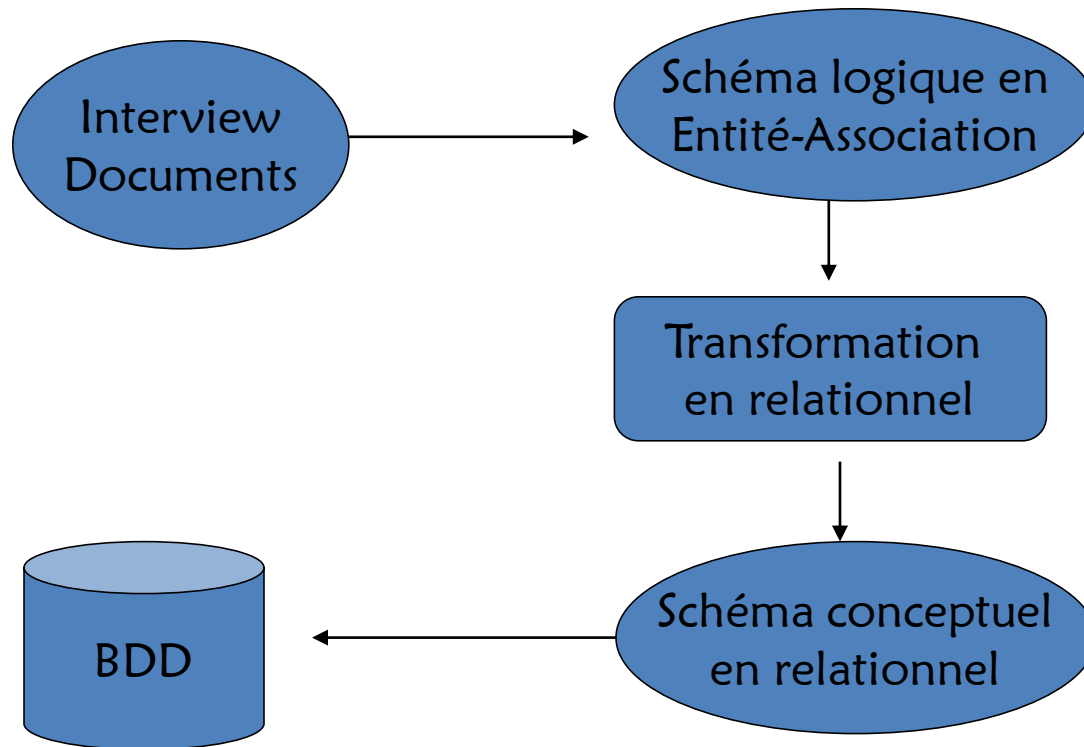 Interview
Documents
Schéma logique en
Entité-Association
Transformation
en relationnel
Schéma conceptuel
en relationnel
BDD